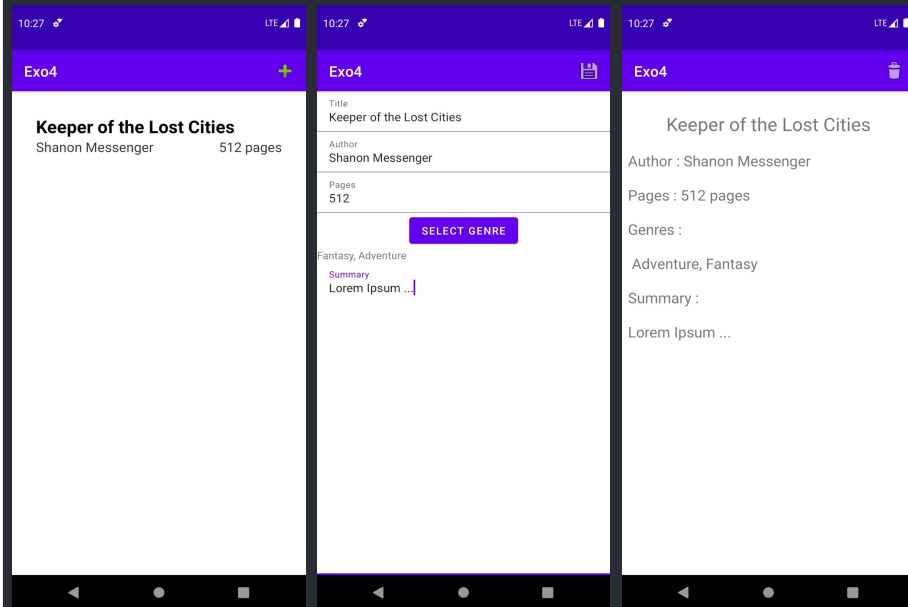 10:27 LTE
Exo4
Keeper of the Lost Cities
Shanon Messenger 512 pages
10:27 LTE
Exo4
Title
Keeper of the Lost Cities
Author
Shanon Messenger
Pages
512
SELECT GENRE
Fantasy, Adventure
Summary
Lorem Ipsum ...
10:27 LTE
Exo4
Keeper of the Lost Cities
Author : Shanon Messenger
Pages : 512 pages
Genres :
Adventure, Fantasy
Summary :
Lorem Ipsum ...